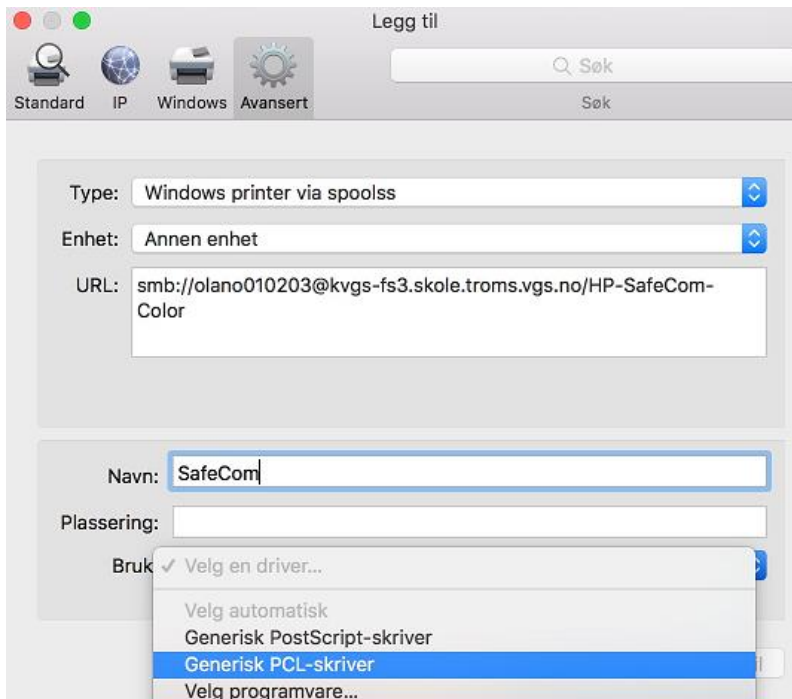 Legg til
Søk
Standard IP Windows Avansert Søk
Type: Windows printer via spoolss
Enhet: Annen enhet
URL: smb://olano010203@kvgs-fs3.skole.troms.vgs.no/HP-SafeCom-
Color
Navn: SafeCom
Plassering:
Bruk ✓ Velg en driver...
Velg automatisk
Generisk PostScript-skriver
Generisk PCL-skriver
Velg programvare...